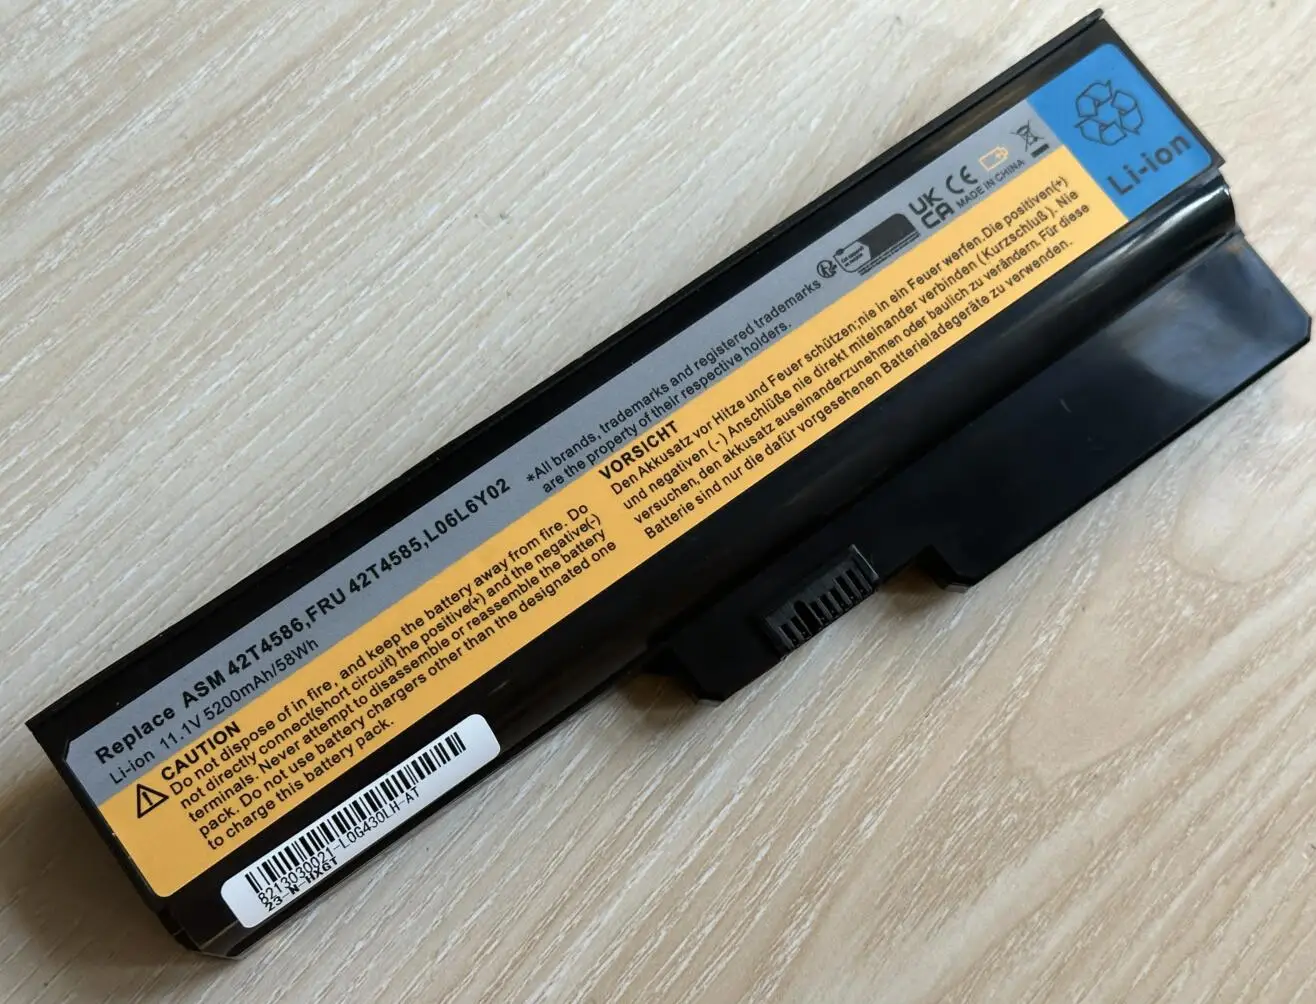 Replace ASM 42T4586,FRU 42T4585,L06L6Y02
Li-ion 11.1V 5200mAh/58Wh
*All brands, trademarks and registered trademarks
are the property of their respective holders.
UK
CA
CE
MADE IN CHINA
Li-ion
CAUTION
Do not dispose of in fire, and keep the battery away from fire. Do
not directly connect(short circuit) the positive(+) and the negative(-)
terminals. Never attempt to disassemble or reassemble the battery
pack. Do not use battery chargers other than the designated one
to charge this battery pack.
VORSICHT
Den Akkusatz vor Hitze und Feuer schützen;nie in ein Feuer werfen.Die positiven(+)
und negativen (-) Anschlüße nie direkt miteinander verbinden (Kurzschluß). Nie
versuchen, den akkusatz auseinanderzunehmen oder baulich zu verändern. Für diese
Batterie sind nur die dafür vorgesehenen Batterieladegeräte zu verwenden.
8213030021-LOG430LH-AT
23-N-HXGT